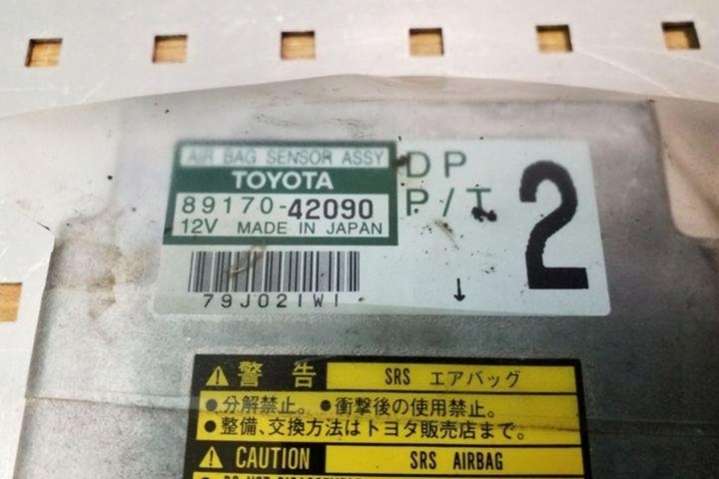 AIR BAG SENSOR ASSY
TOYOTA
89170-42090
12V MADE IN JAPAN
DP
P/T
2
↓
79J021W1
警告 SRS エアバッグ
●分解禁止。●衝撃後の使用禁止。
●整備、交換方法はトヨタ販売店まで。
CAUTION SRS AIRBAG